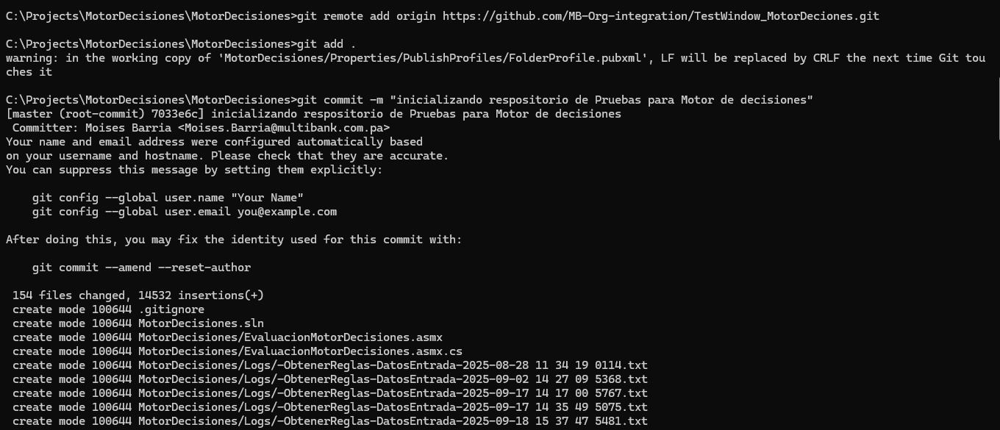 C:\Projects\MotorDecisiones\MotorDecisiones>git remote add origin https://github.com/MB-Org-integration/TestWindow_MotorDeciones.git
C:\Projects\MotorDecisiones\MotorDecisiones>git add .
warning: in the working copy of 'MotorDecisiones/Properties/PublishProfiles/FolderProfile.pubxml', LF will be replaced by CRLF the next time Git tou
ches it
C:\Projects\MotorDecisiones\MotorDecisiones>git commit -m "inicializando respositorio de Pruebas para Motor de decisiones"
[master (root-commit) 7033e6c] inicializando respositorio de Pruebas para Motor de decisiones
 Committer: Moises Barria <Moises.Barria@multibank.com.pa>
Your name and email address were configured automatically based
on your username and hostname. Please check that they are accurate.
You can suppress this message by setting them explicitly:
    git config --global user.name "Your Name"
    git config --global user.email you@example.com
After doing this, you may fix the identity used for this commit with:
    git commit --amend --reset-author
 154 files changed, 14532 insertions(+)
 create mode 100644 .gitignore
 create mode 100644 MotorDecisiones.sln
 create mode 100644 MotorDecisiones/EvaluacionMotorDecisiones.asmx
 create mode 100644 MotorDecisiones/EvaluacionMotorDecisiones.asmx.cs
 create mode 100644 MotorDecisiones/Logs/-ObtenerReglas-DatosEntrada-2025-08-28 11 34 19 0114.txt
 create mode 100644 MotorDecisiones/Logs/-ObtenerReglas-DatosEntrada-2025-09-02 14 27 09 5368.txt
 create mode 100644 MotorDecisiones/Logs/-ObtenerReglas-DatosEntrada-2025-09-17 14 17 00 5767.txt
 create mode 100644 MotorDecisiones/Logs/-ObtenerReglas-DatosEntrada-2025-09-17 14 35 49 5075.txt
 create mode 100644 MotorDecisiones/Logs/-ObtenerReglas-DatosEntrada-2025-09-18 15 37 47 5481.txt